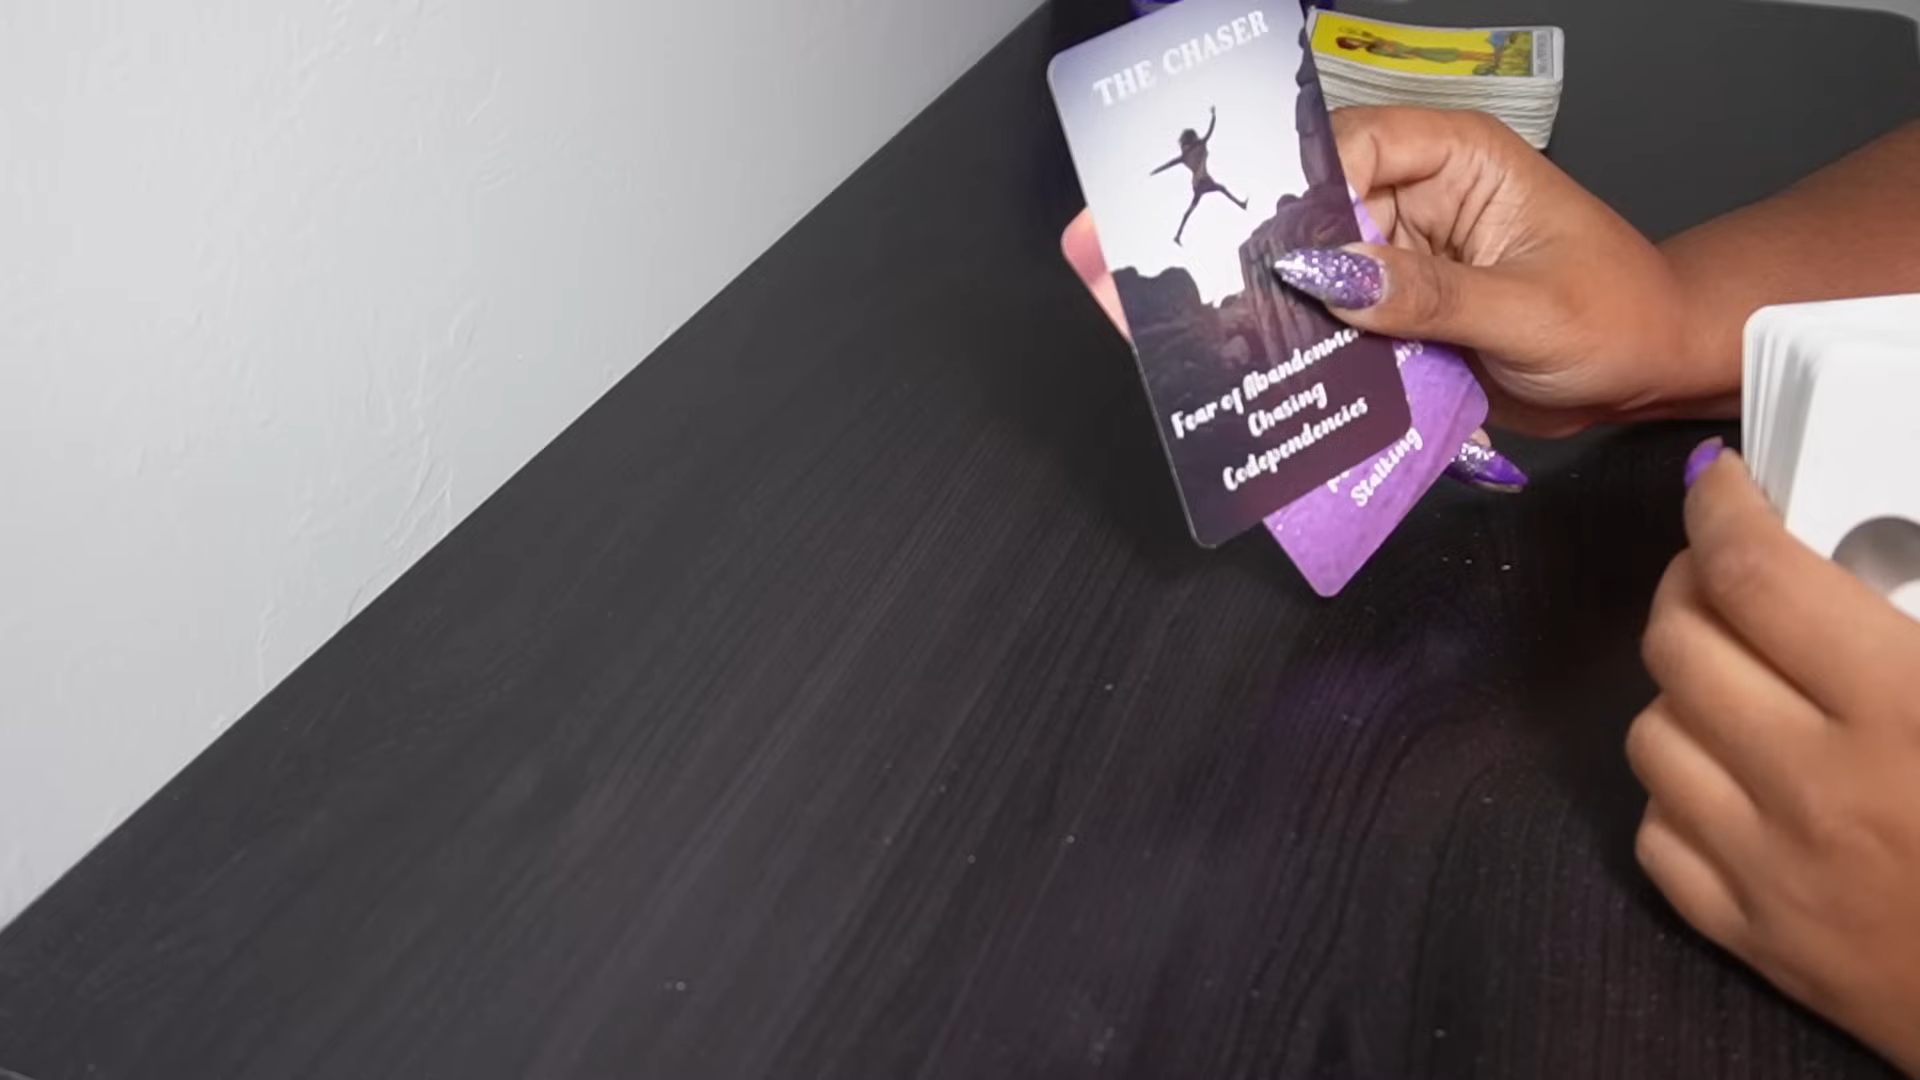 THE CHASER
Fear of Abandonment
Chasing
Codependencies
Stalking